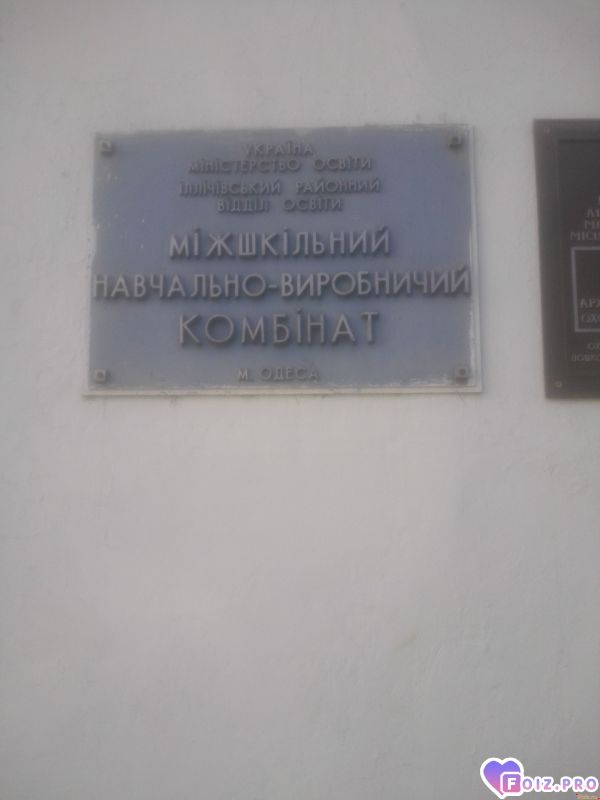 УКРАЇНА
МІНІСТЕРСТВО ОСВІТИ
ІЛЛІЧІВСЬКИЙ РАЙОННИЙ
ВІДДІЛ ОСВІТИ
МІЖШКІЛЬНИЙ
НАВЧАЛЬНО-ВИРОБНИЧИЙ
КОМБІНАТ
М. ОДЕСА
FOIZ.PRO